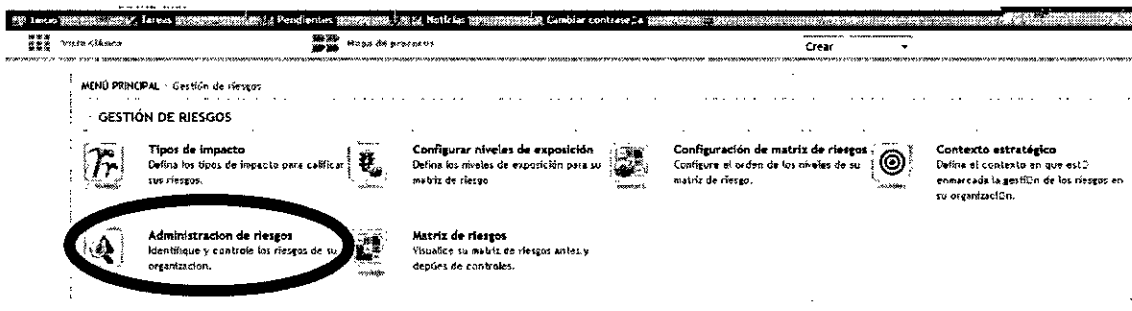 Inicio Tareas Pendientes Noticias Cambiar contraseña
Vista clásica Mapa de procesos Crear
MENÚ PRINCIPAL - Gestión de riesgos
GESTIÓN DE RIESGOS
Tipos de impacto
Defina los tipos de impacto para calificar
sus riesgos.
Configurar niveles de exposición
Defina los niveles de exposición para su
matriz de riesgo
Configuración de matriz de riesgos
Configure el orden de los niveles de su
matriz de riesgo.
Contexto estratégico
Defina el contexto en que está
enmarcada la gestión de los riesgos en
su organización.
Administracion de riesgos
Identifique y controle los riesgos de su
organizacion.
Matriz de riesgos
Visualice su matriz de riesgos antes y
depúes de controles.